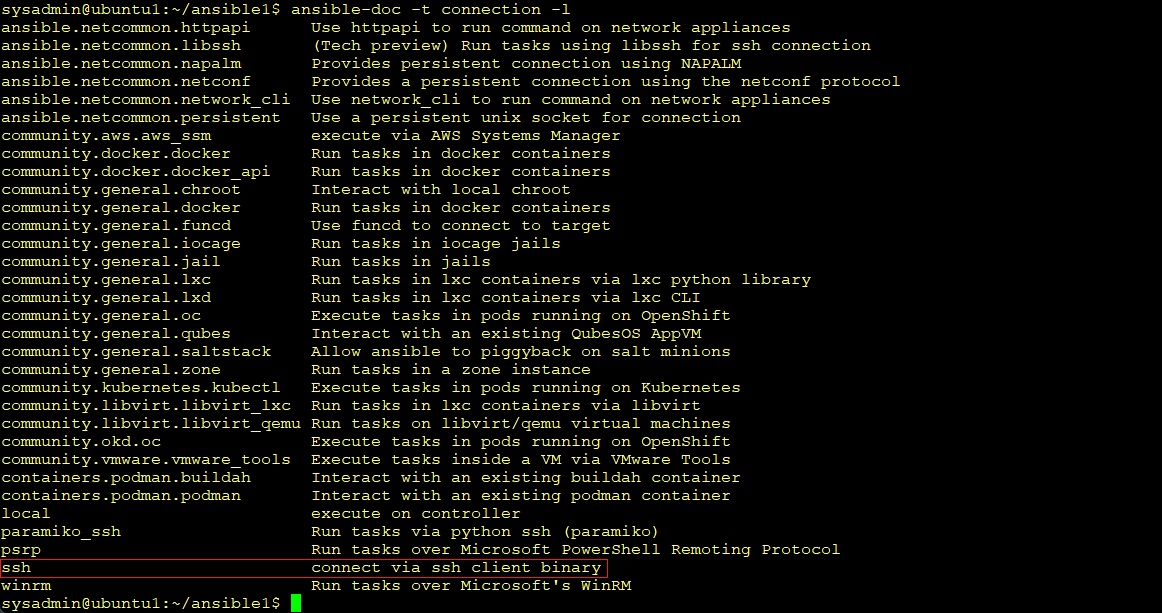 sysadmin@ubuntu1:~/ansible1$ ansible-doc -t connection -l
ansible.netcommon.httpapi      Use httpapi to run command on network appliances
ansible.netcommon.libssh       (Tech preview) Run tasks using libssh for ssh connection
ansible.netcommon.napalm       Provides persistent connection using NAPALM
ansible.netcommon.netconf      Provides a persistent connection using the netconf protocol
ansible.netcommon.network_cli  Use network_cli to run command on network appliances
ansible.netcommon.persistent   Use a persistent unix socket for connection
community.aws.aws_ssm          execute via AWS Systems Manager
community.docker.docker        Run tasks in docker containers
community.docker.docker_api    Run tasks in docker containers
community.general.chroot       Interact with local chroot
community.general.docker       Run tasks in docker containers
community.general.funcd        Use funcd to connect to target
community.general.iocage       Run tasks in iocage jails
community.general.jail         Run tasks in jails
community.general.lxc          Run tasks in lxc containers via lxc python library
community.general.lxd          Run tasks in lxc containers via lxc CLI
community.general.oc           Execute tasks in pods running on OpenShift
community.general.qubes        Interact with an existing QubesOS AppVM
community.general.saltstack    Allow ansible to piggyback on salt minions
community.general.zone         Run tasks in a zone instance
community.kubernetes.kubectl   Execute tasks in pods running on Kubernetes
community.libvirt.libvirt_lxc  Run tasks in lxc containers via libvirt
community.libvirt.libvirt_qemu Run tasks on libvirt/qemu virtual machines
community.okd.oc               Execute tasks in pods running on OpenShift
community.vmware.vmware_tools  Execute tasks inside a VM via VMware Tools
containers.podman.buildah      Interact with an existing buildah container
containers.podman.podman       Interact with an existing podman container
local                          execute on controller
paramiko_ssh                   Run tasks via python ssh (paramiko)
psrp                           Run tasks over Microsoft PowerShell Remoting Protocol
ssh                            connect via ssh client binary
winrm                          Run tasks over Microsoft's WinRM
sysadmin@ubuntu1:~/ansible1$